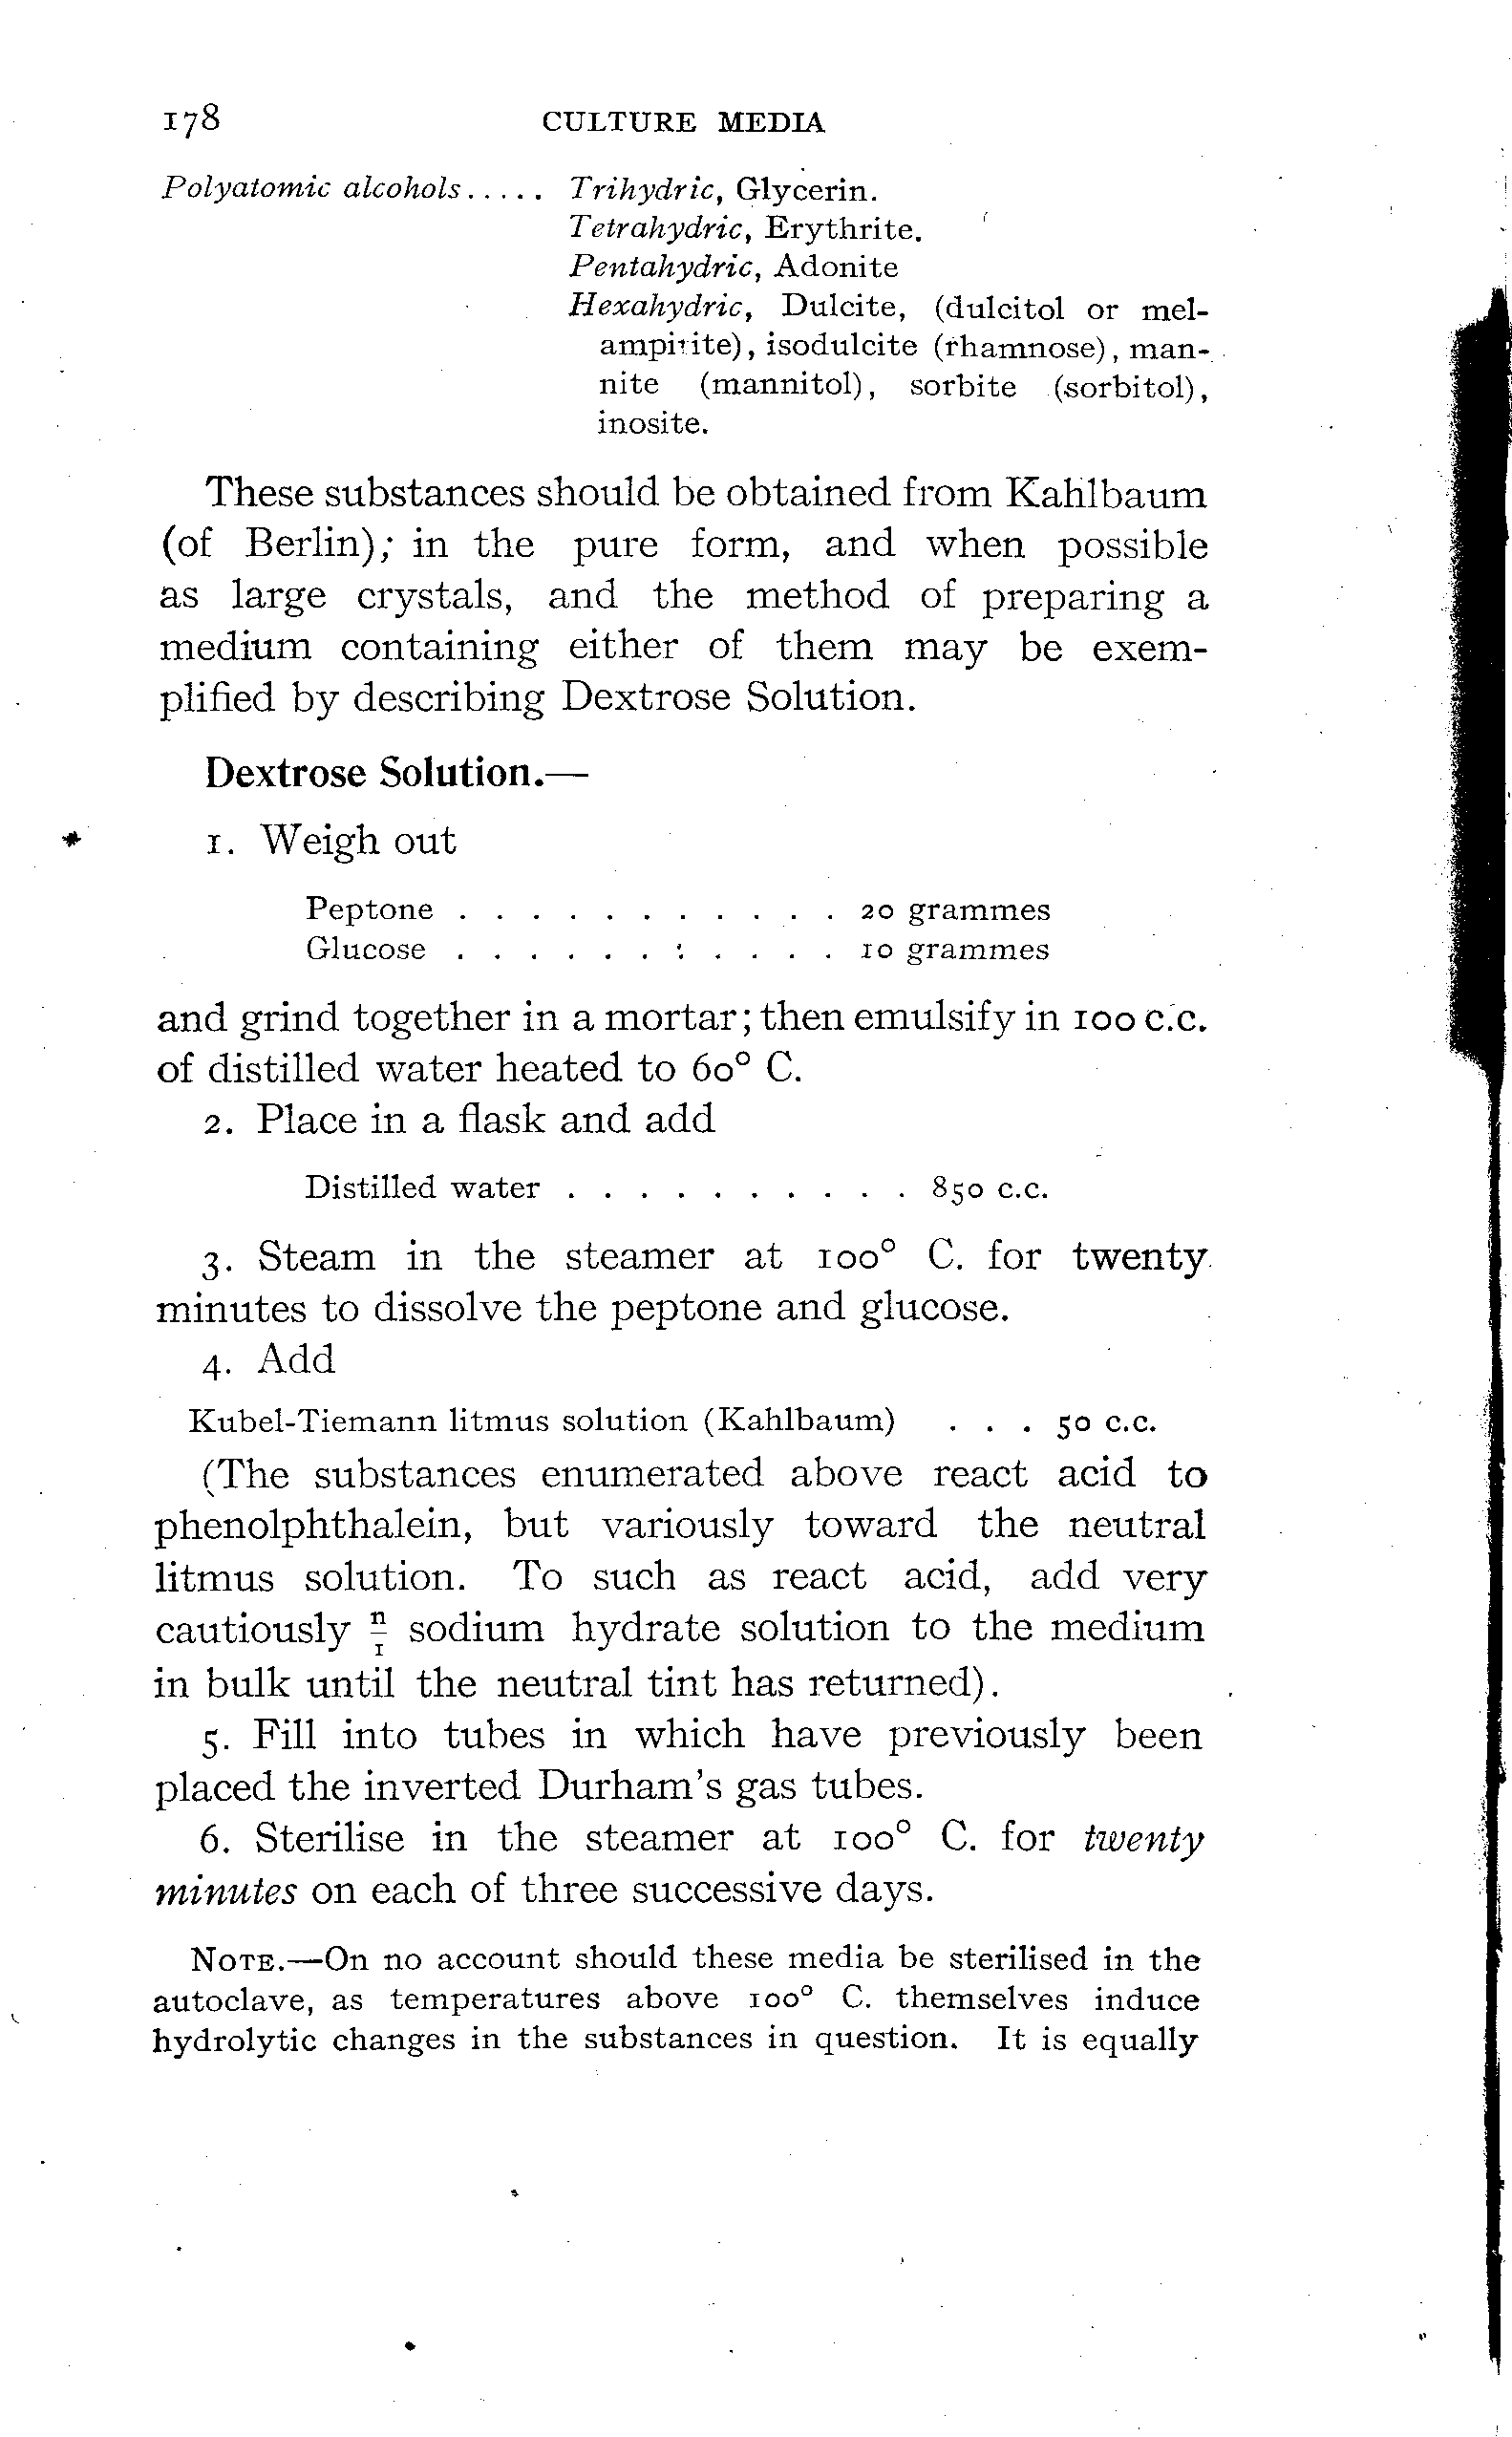 178 CULTURE MEDIA
Polyatomic alcohols..... Trihydric, Glycerin.
Tetrahydric, Erythrite.
Pentahydric, Adonite
Hexahydric, Dulcite, (dulcitol or mel-
ampirite), isodulcite (rhamnose), man-
nite (mannitol), sorbite (sorbitol),
inosite.
These substances should be obtained from Kahlbaum
(of Berlin); in the pure form, and when possible
as large crystals, and the method of preparing a
medium containing either of them may be exem-
plified by describing Dextrose Solution.
Dextrose Solution.—
1. Weigh out
Peptone . . . . . . . . . . . 20 grammes
Glucose . . . . . . . . . . . 10 grammes
and grind together in a mortar; then emulsify in 100 c.c.
of distilled water heated to 60° C.
2. Place in a flask and add
Distilled water . . . . . . . . . . 850 c.c.
3. Steam in the steamer at 100° C. for twenty
minutes to dissolve the peptone and glucose.
4. Add
Kubel-Tiemann litmus solution (Kahlbaum) . . . 50 c.c.
(The substances enumerated above react acid to
phenolphthalein, but variously toward the neutral
litmus solution. To such as react acid, add very
cautiously n/1 sodium hydrate solution to the medium
in bulk until the neutral tint has returned).
5. Fill into tubes in which have previously been
placed the inverted Durham's gas tubes.
6. Sterilise in the steamer at 100° C. for twenty
minutes on each of three successive days.
NOTE.—On no account should these media be sterilised in the
autoclave, as temperatures above 100° C. themselves induce
hydrolytic changes in the substances in question. It is equally